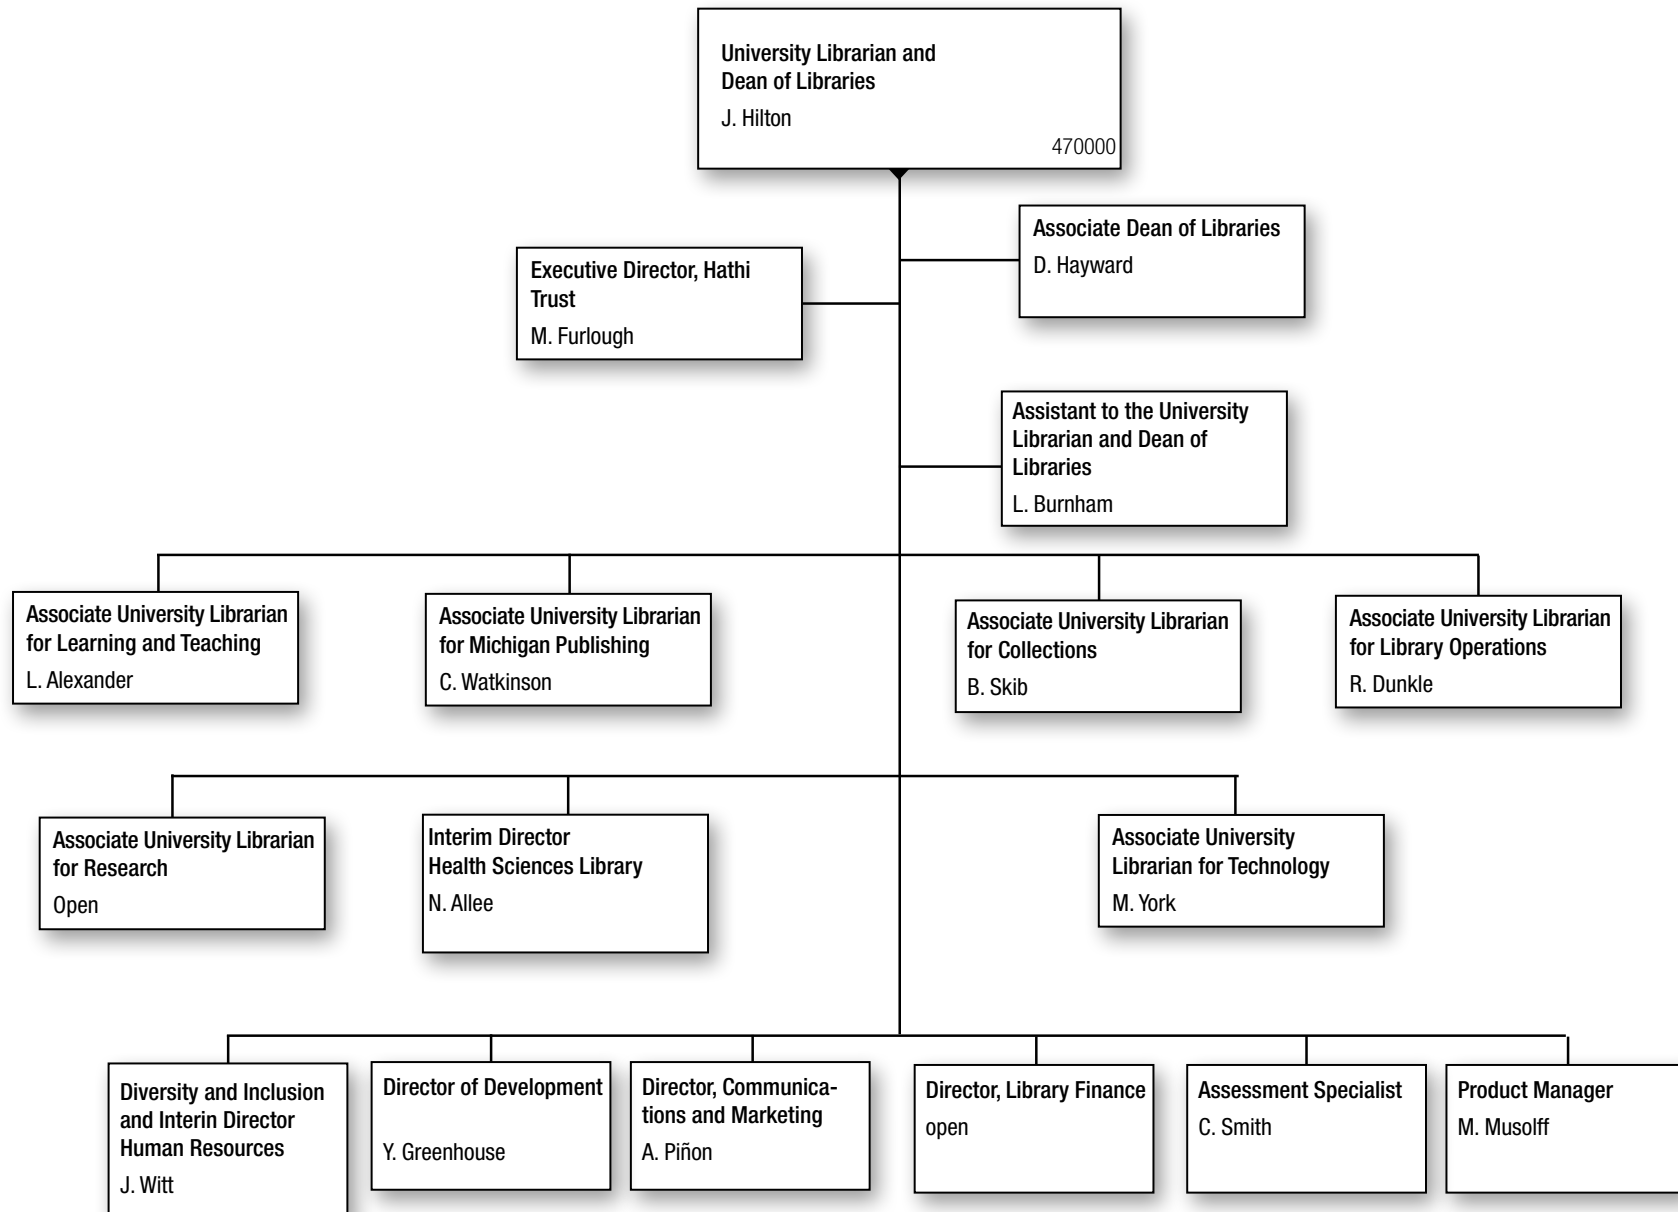 University Librarian and
Dean of Libraries
J. Hilton
470000
Associate Dean of Libraries
D. Hayward
Executive Director, Hathi
Trust
M. Furlough
Assistant to the University
Librarian and Dean of
Libraries
L. Burnham
Associate University Librarian
for Learning and Teaching
L. Alexander
Associate University Librarian
for Michigan Publishing
C. Watkinson
Associate University Librarian
for Collections
B. Skib
Associate University Librarian
for Library Operations
R. Dunkle
Associate University Librarian
for Research
Open
Interim Director
Health Sciences Library
N. Allee
Associate University
Librarian for Technology
M. York
Diversity and Inclusion
and Interin Director
Human Resources
J. Witt
Director of Development
Y. Greenhouse
Director, Communica-
tions and Marketing
A. Piñon
Director, Library Finance
open
Assessment Specialist
C. Smith
Product Manager
M. Musolff